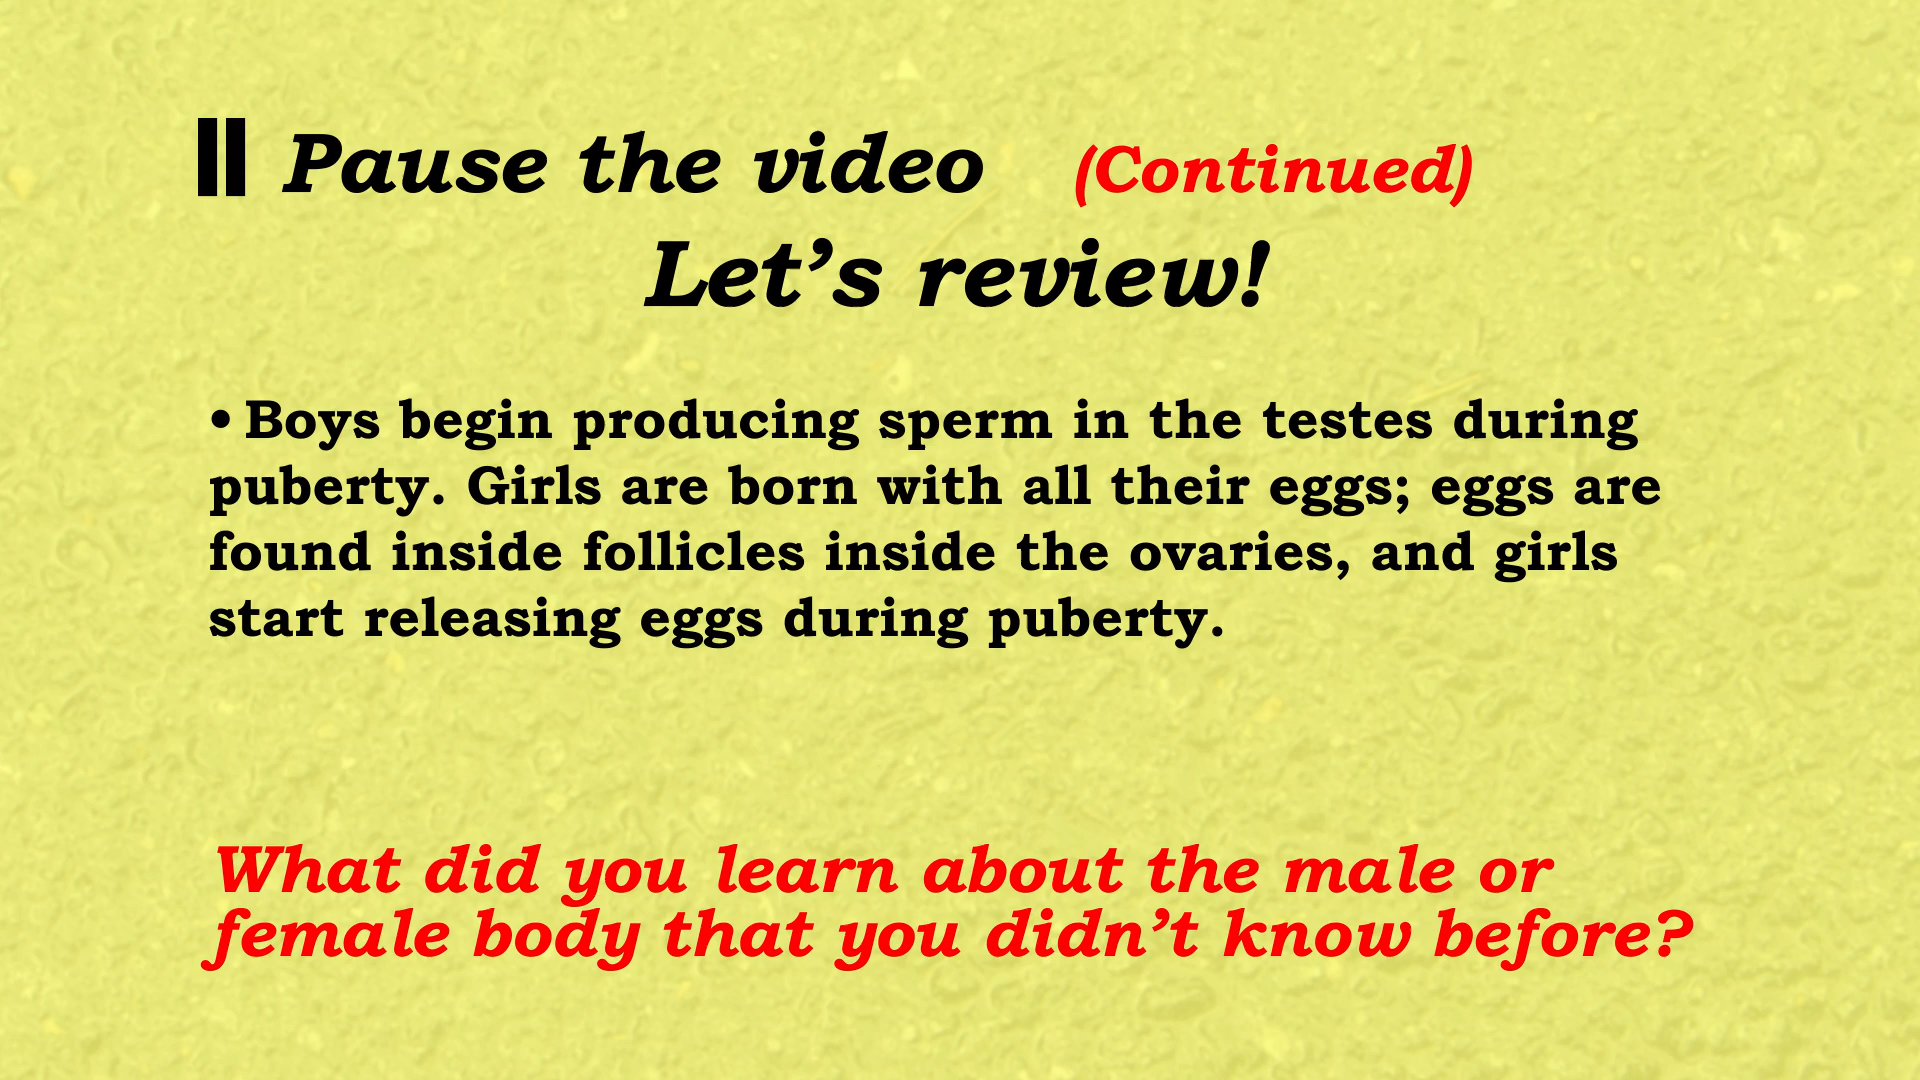 Pause the video (Continued)
Let’s review!
• Boys begin producing sperm in the testes during
puberty. Girls are born with all their eggs; eggs are
found inside follicles inside the ovaries, and girls
start releasing eggs during puberty.
What did you learn about the male or
female body that you didn’t know before?